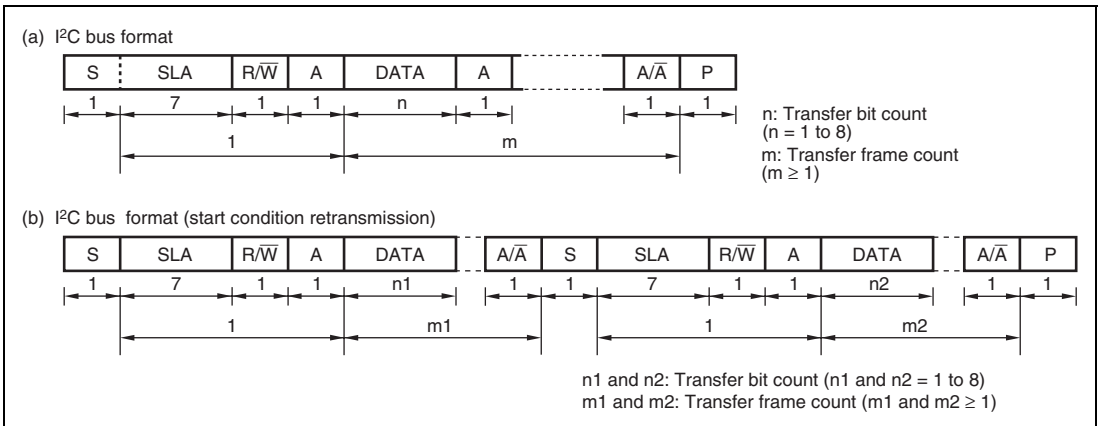 (a) I²C bus format
S SLA R/W̅ A DATA A A/A̅ P
1 7 1 1 n 1 1 1
1 m
n: Transfer bit count
(n = 1 to 8)
m: Transfer frame count
(m ≥ 1)
(b) I²C bus format (start condition retransmission)
S SLA R/W̅ A DATA A/A̅ S SLA R/W̅ A DATA A/A̅ P
1 7 1 1 n1 1 1 7 1 1 n2 1 1
1 m1 1 m2
n1 and n2: Transfer bit count (n1 and n2 = 1 to 8)
m1 and m2: Transfer frame count (m1 and m2 ≥ 1)